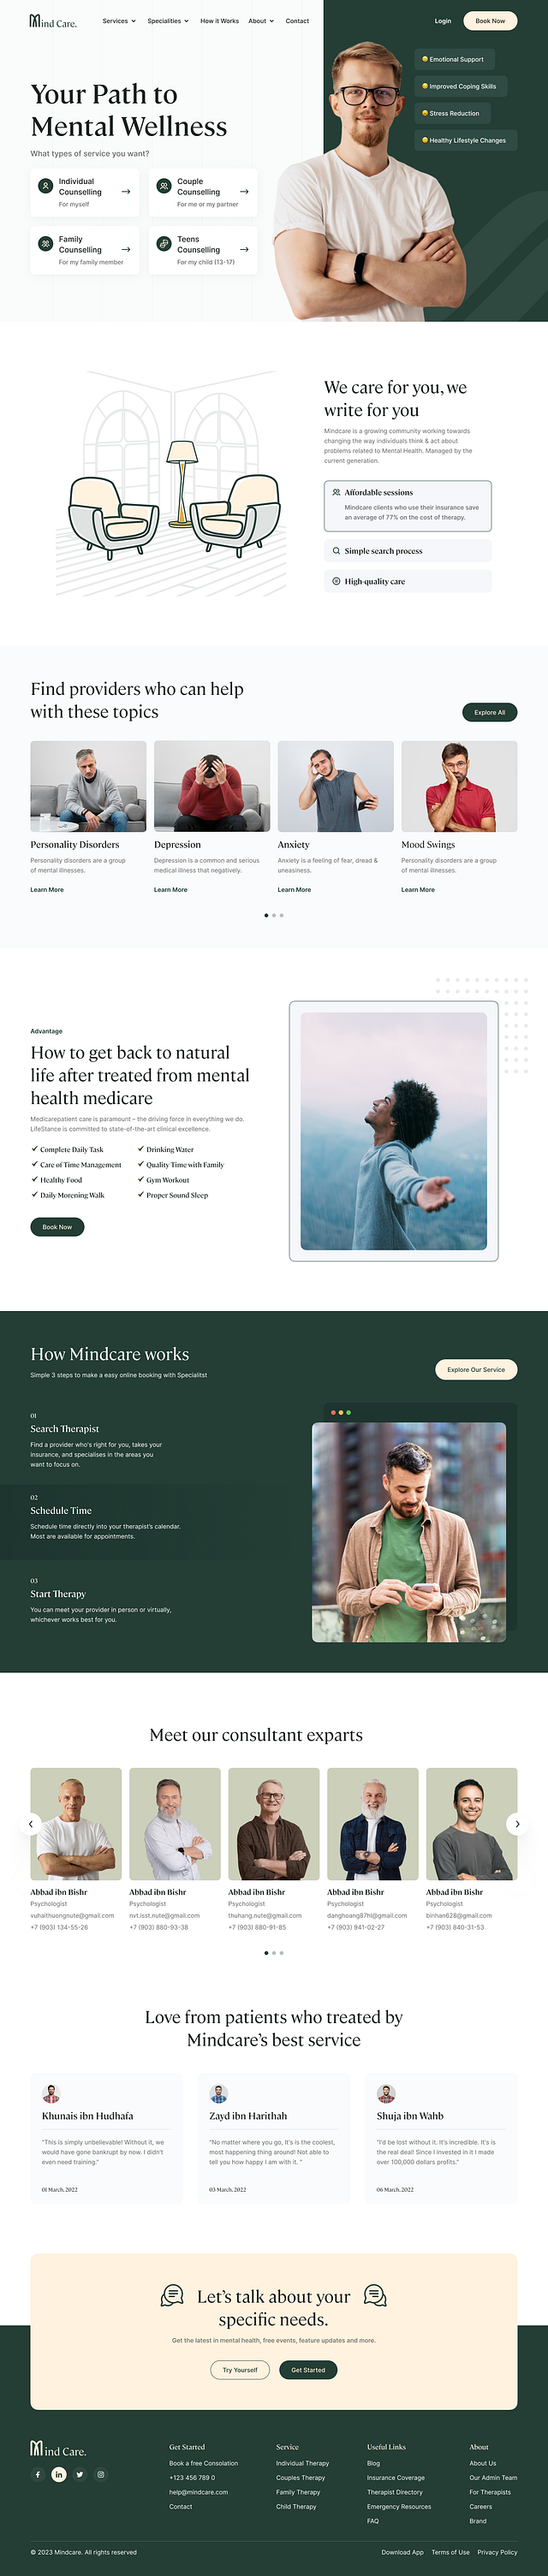 Mind Care.
Services
Specialities
How it Works
About
Contact
Login
Book Now
Your Path to
Mental Wellness
What types of service you want?
Individual
Counselling
For myself
Couple
Counselling
For me or my partner
Family
Counselling
For my family member
Teens
Counselling
For my child (13-17)
Emotional Support
Improved Coping Skills
Stress Reduction
Healthy Lifestyle Changes
We care for you, we
write for you
Mindcare is a growing community working towards
changing the way individuals think & act about
problems related to Mental Health. Managed by the
current generation.
Affordable sessions
Mindcare clients who use their insurance save
an average of 77% on the cost of therapy.
Simple search process
High-quality care
Find providers who can help
with these topics
Explore All
Personality Disorders
Personality disorders are a group
of mental illnesses.
Learn More
Depression
Depression is a common and serious
medical illness that negatively.
Learn More
Anxiety
Anxiety is a feeling of fear, dread &
uneasiness.
Learn More
Mood Swings
Personality disorders are a group
of mental illnesses.
Learn More
Advantage
How to get back to natural
life after treated from mental
health medicare
Medicarepatient care is paramount – the driving force in everything we do.
LifeStance is committed to state-of-the-art clinical excellence.
Complete Daily Task
Drinking Water
Care of Time Management
Quality Time with Family
Healthy Food
Gym Workout
Daily Morening Walk
Proper Sound Sleep
Book Now
How Mindcare works
Simple 3 steps to make a easy online booking with Specialitst
Explore Our Service
01
Search Therapist
Find a provider who's right for you, takes your
insurance, and specialises in the areas you
want to focus on.
02
Schedule Time
Schedule time directly into your therapist's calendar.
Most are available for appointments.
03
Start Therapy
You can meet your provider in person or virtually,
whichever works best for you.
Meet our consultant exparts
Abbad ibn Bishr
Psychologist
vuhaithuongnute@gmail.com
+7 (903) 134-55-26
Abbad ibn Bishr
Psychologist
nvt.isst.nute@gmail.com
+7 (903) 880-93-38
Abbad ibn Bishr
Psychologist
thuhang.nute@gmail.com
+7 (903) 880-91-85
Abbad ibn Bishr
Psychologist
danghoang87hl@gmail.com
+7 (903) 941-02-27
Abbad ibn Bishr
Psychologist
binhan628@gmail.com
+7 (903) 840-31-53
Love from patients who treated by
Mindcare's best service
Khunais ibn Hudhafa
"This is simply unbelievable! Without it, we
would have gone bankrupt by now. I didn't
even need training."
01 March, 2022
Zayd ibn Harithah
"No matter where you go, It's is the coolest,
most happening thing around! Not able to
tell you how happy I am with it. "
03 March, 2022
Shuja ibn Wahb
"I'd be lost without it. It's incredible. It's is
the real deal! Since I invested in it I made
over 100,000 dollars profits."
06 March, 2022
Let's talk about your
specific needs.
Get the latest in mental health, free events, feature updates and more.
Try Yourself
Get Started
Mind Care.
Get Started
Book a free Consolation
+123 456 789 0
help@mindcare.com
Contact
Service
Individual Therapy
Couples Therapy
Family Therapy
Child Therapy
Useful Links
Blog
Insurance Coverage
Therapist Directory
Emergency Resources
FAQ
About
About Us
Our Admin Team
For Therapists
Careers
Brand
© 2023 Mindcare. All rights reserved
Download App
Terms of Use
Privacy Policy